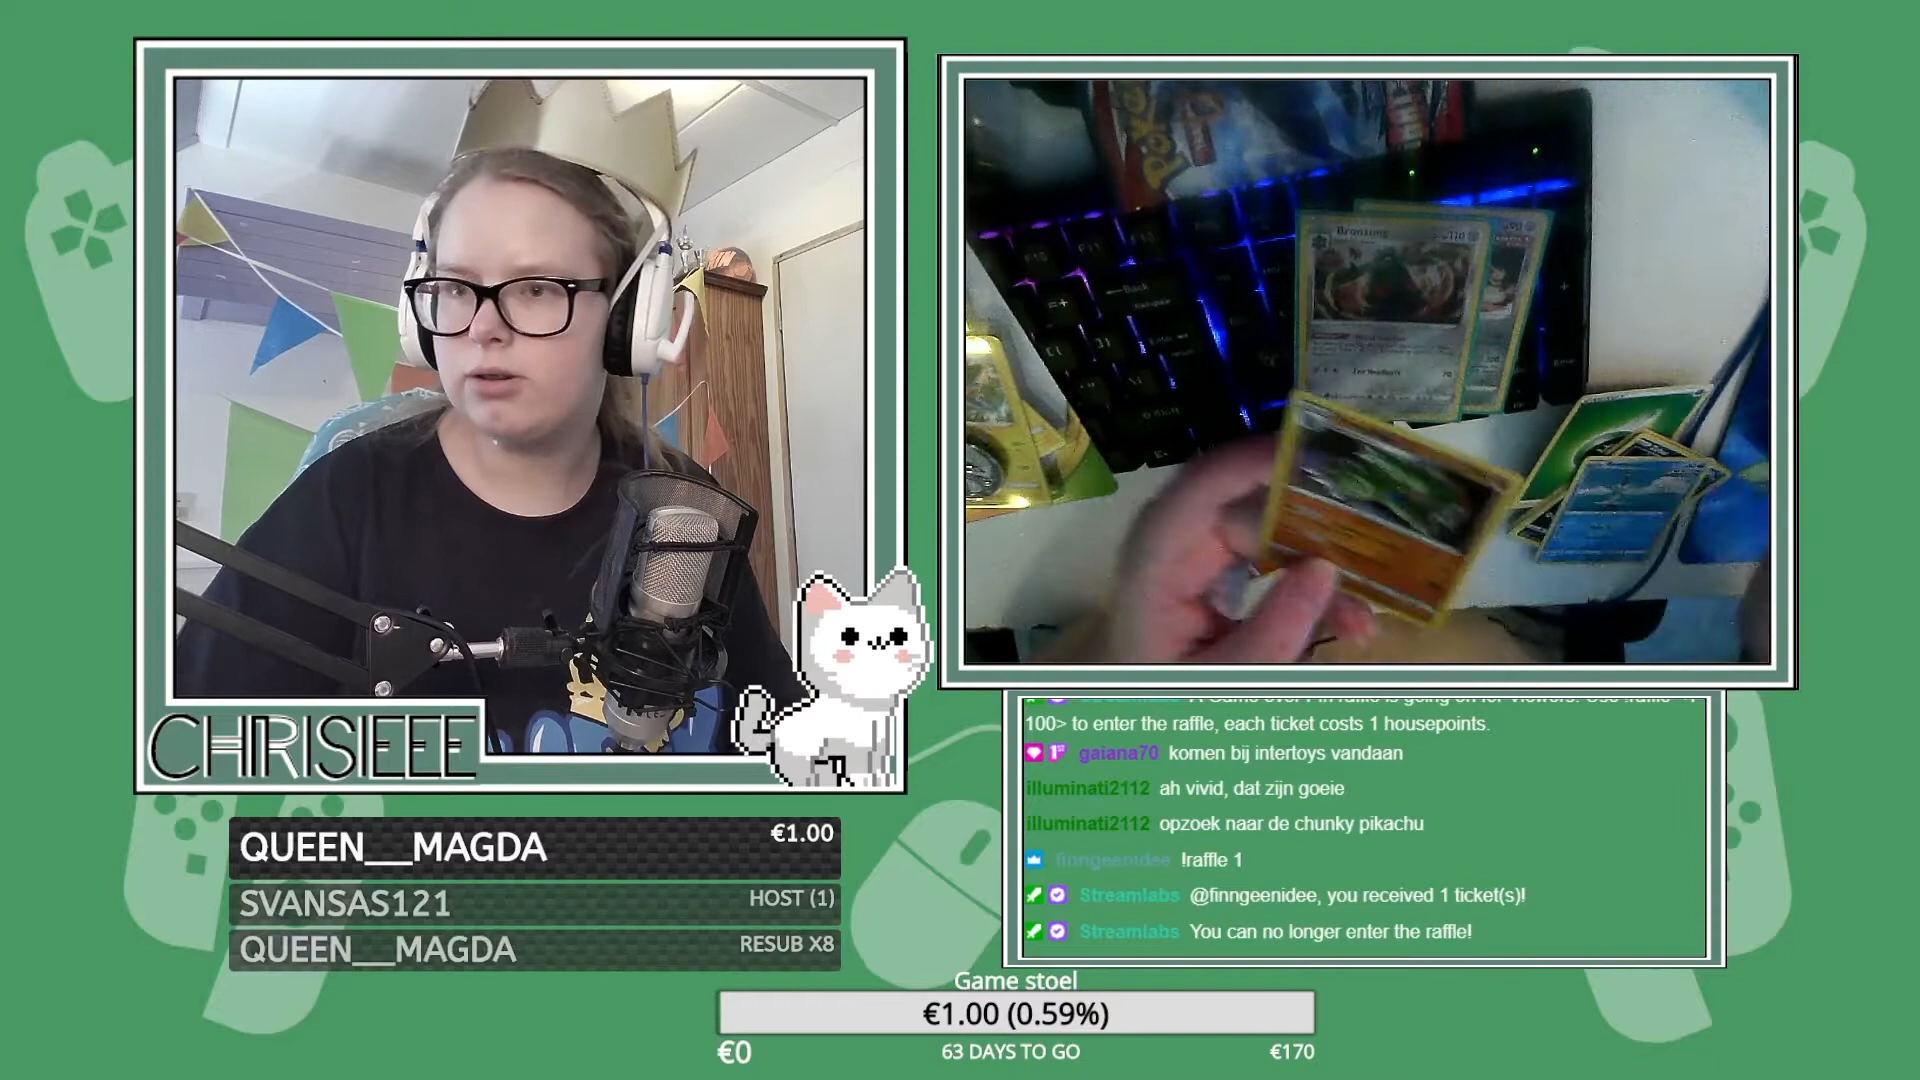 Bronzong
CHRISIEEE
QUEEN__MAGDA €1.00
SVANSAS121 HOST (1)
QUEEN__MAGDA RESUB X8
100> to enter the raffle, each ticket costs 1 housepoints.
gaiana70 komen bij intertoys vandaan
illuminati2112 ah vivid, dat zijn goeie
illuminati2112 opzoek naar de chunky pikachu
finngeenidee !raffle 1
Streamlabs @finngeenidee, you received 1 ticket(s)!
Streamlabs You can no longer enter the raffle!
Game stoel
€1.00 (0.59%)
€0 63 DAYS TO GO €170